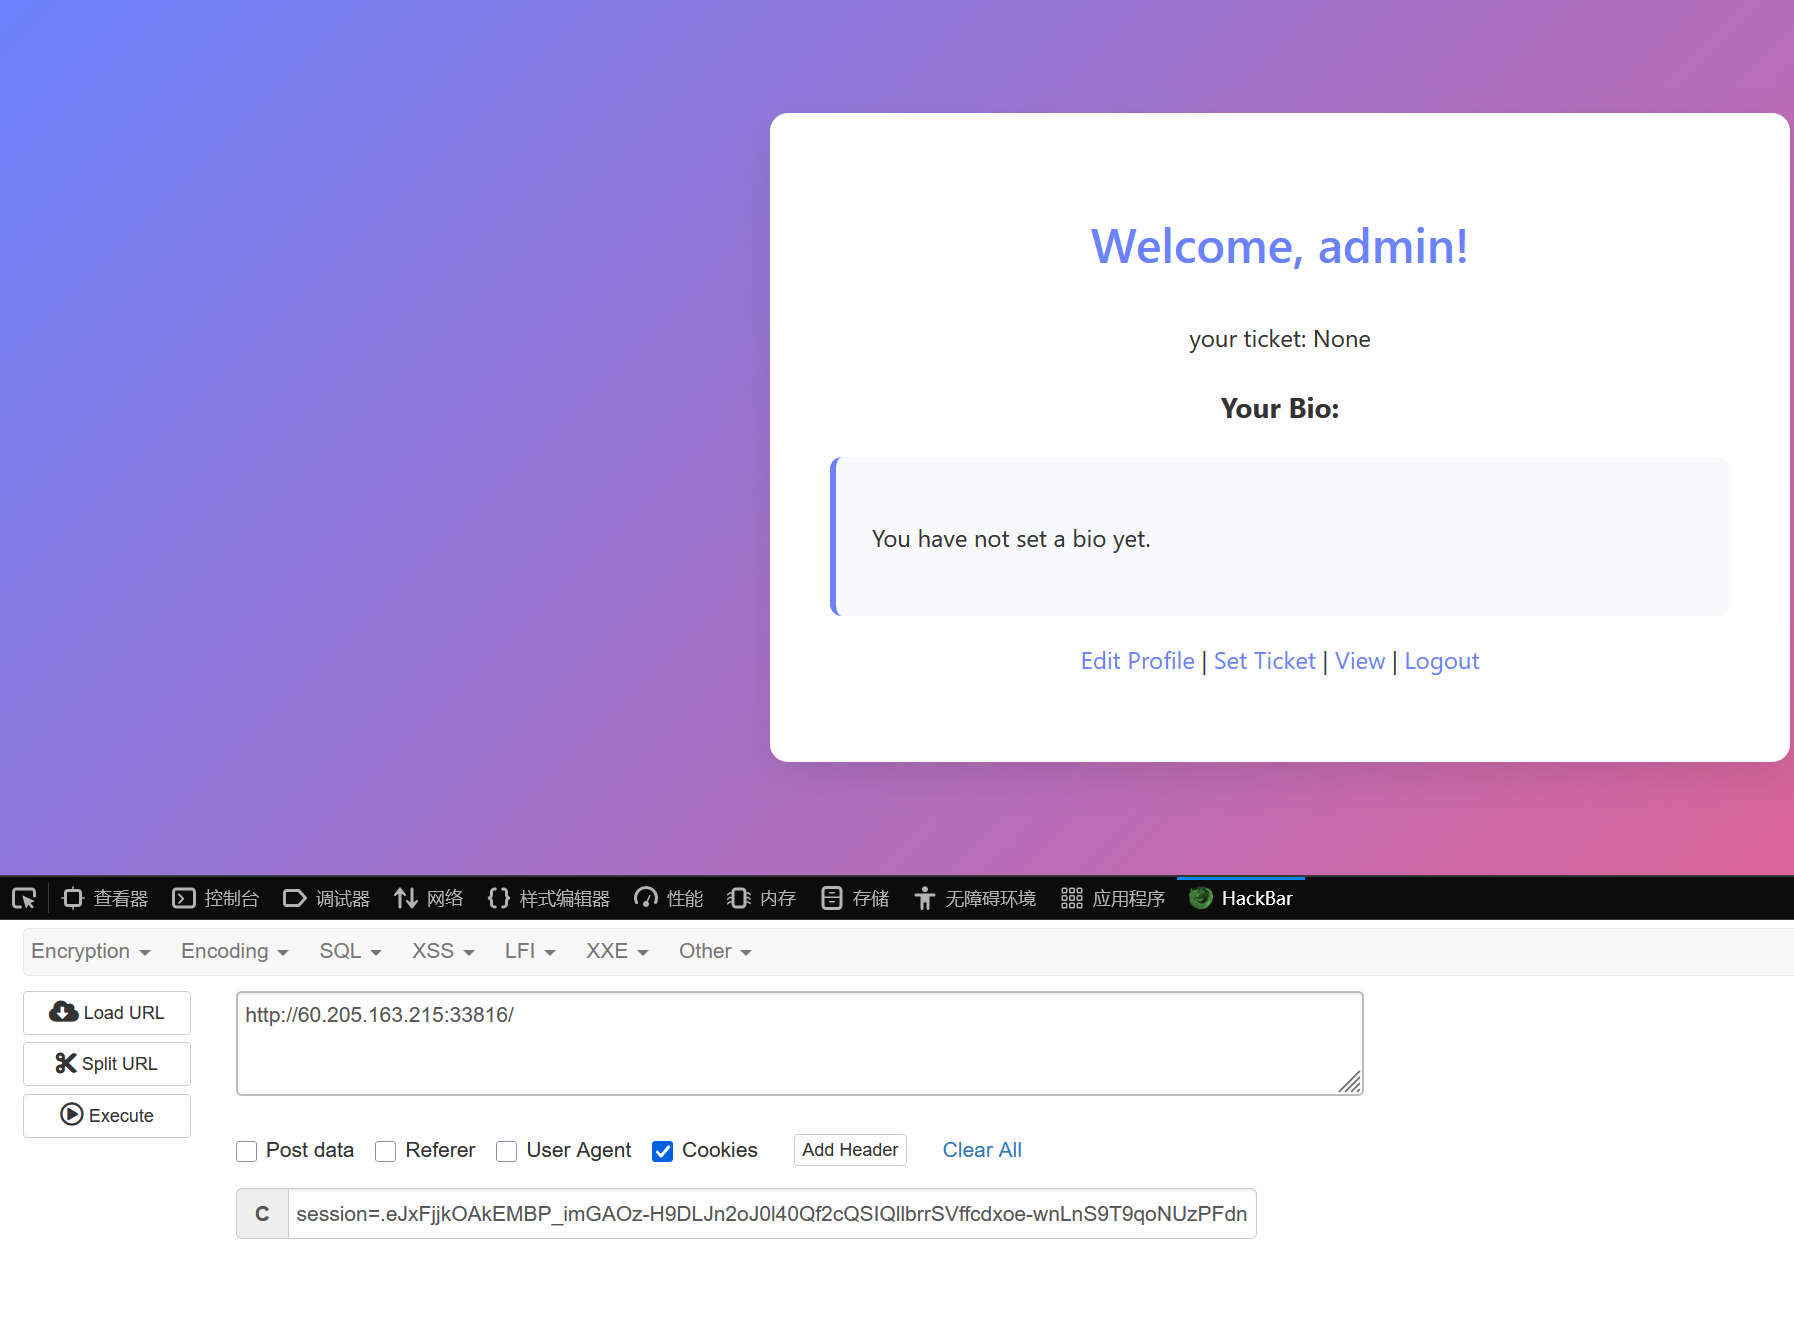 Welcome, admin!
your ticket: None
Your Bio:
You have not set a bio yet.
Edit Profile | Set Ticket | View | Logout
查看器 控制台 调试器 网络 样式编辑器 性能 内存 存储 无障碍环境 应用程序 HackBar
Encryption Encoding SQL XSS LFI XXE Other
Load URL
http://60.205.163.215:33816/
Split URL
Execute
Post data Referer User Agent Cookies Add Header Clear All
C session=.eJxFjjkOAkEMBP_imGAOz-H9DLJn2oJ0l40Qf2cQSIQllbrrSVffcdxoe-wnLnS9T9qoNUzPFdn